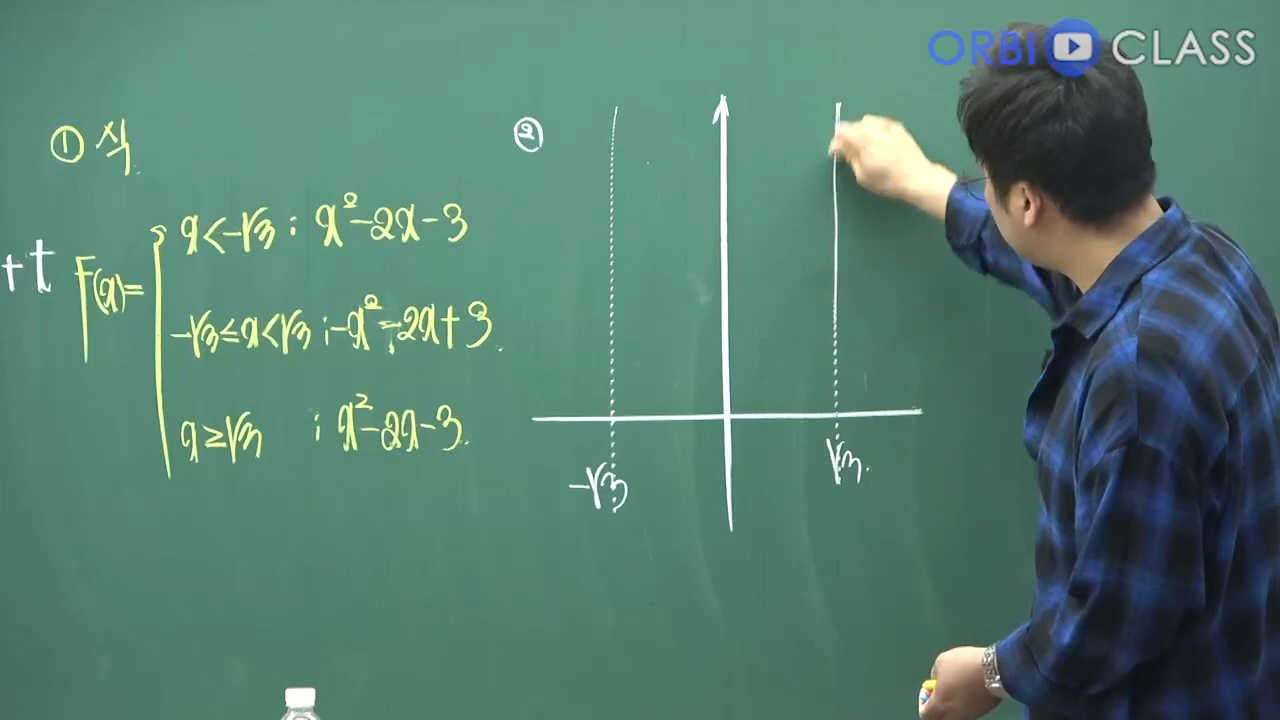 ORBI CLASS
① 식
②
x<-√3 ; x²-2x-3
+t F(x)=
-√3≤x<√3 ; -x²-2x+3
x≥√3 ; x²-2x-3
-√3
√3